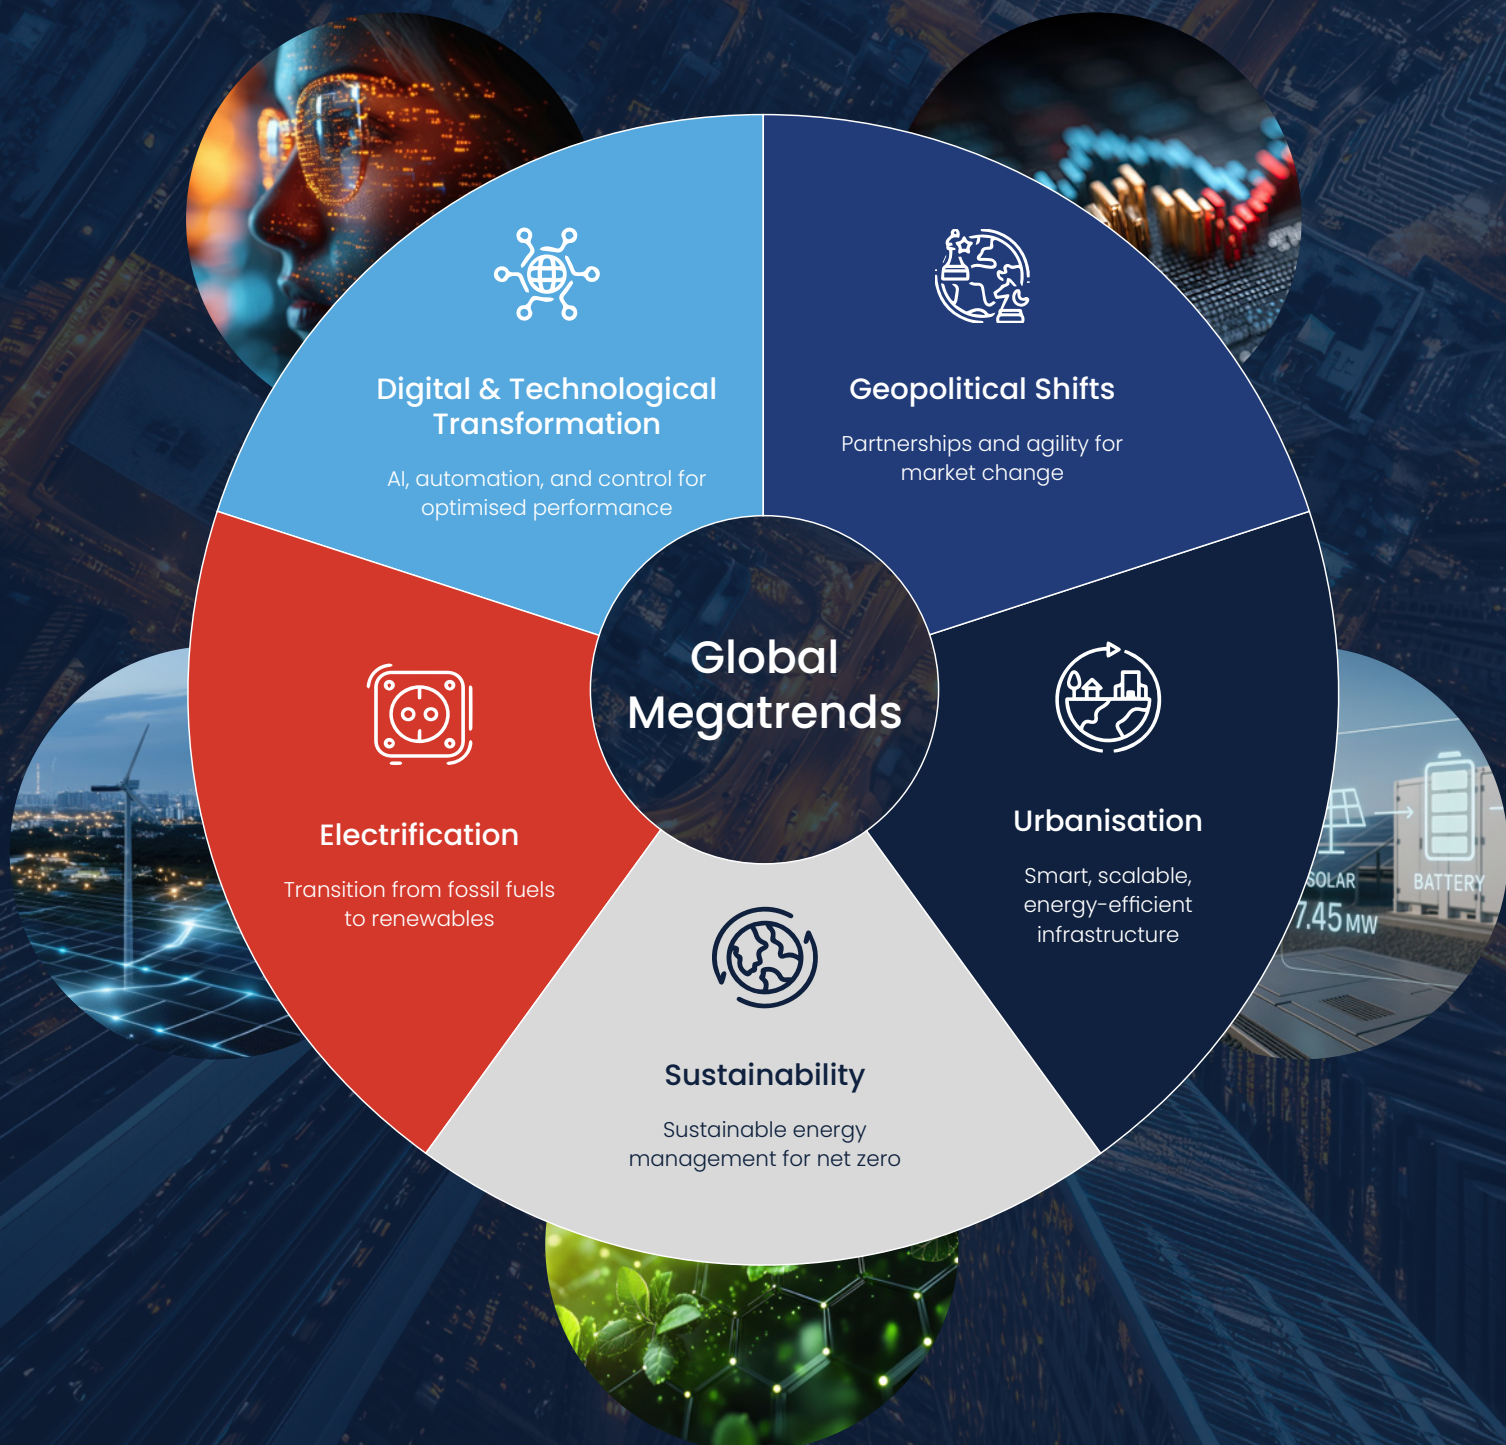 Digital & Technological
Transformation
AI, automation, and control for
optimised performance
Geopolitical Shifts
Partnerships and agility for
market change
Global
Megatrends
Electrification
Transition from fossil fuels
to renewables
Urbanisation
Smart, scalable,
energy-efficient
infrastructure
SOLAR
7.45 MW
BATTERY
Sustainability
Sustainable energy
management for net zero